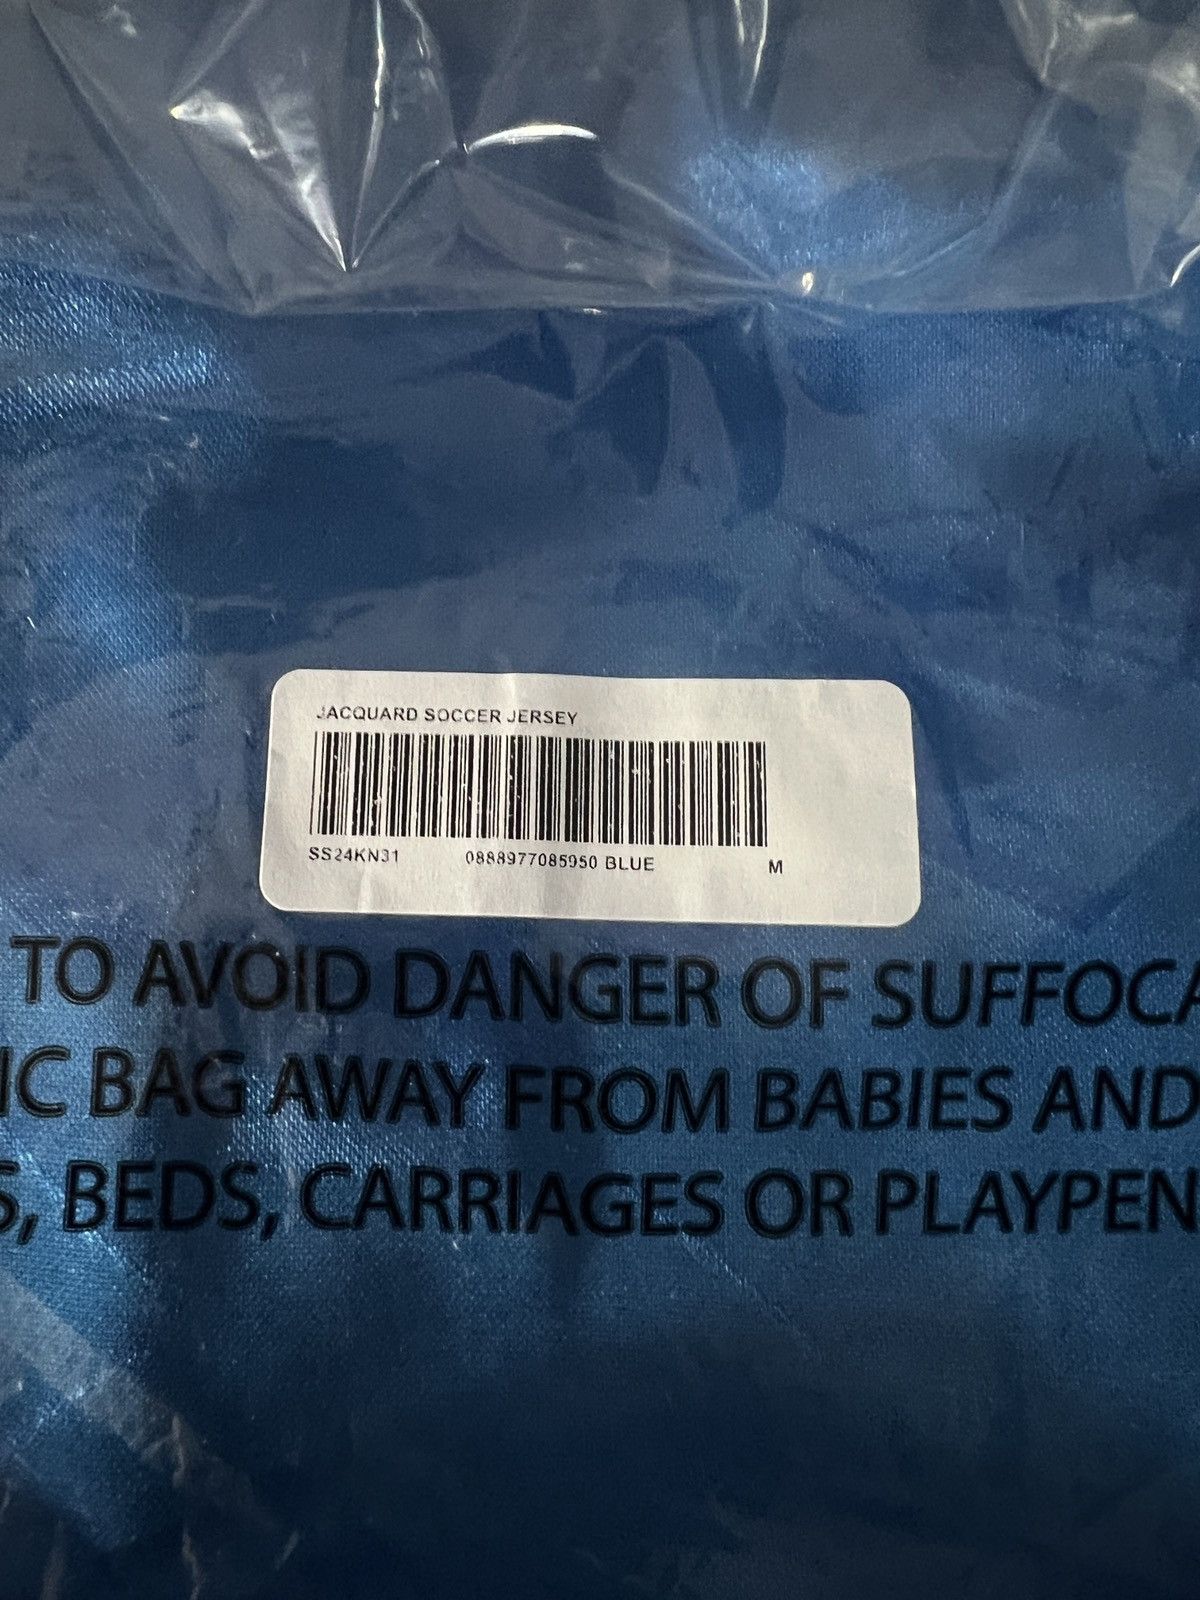 JACQUARD SOCCER JERSEY
SS24KN31 0888977085950 BLUE M
TO AVOID DANGER OF SUFFOCA
IC BAG AWAY FROM BABIES AND
S, BEDS, CARRIAGES OR PLAYPEN